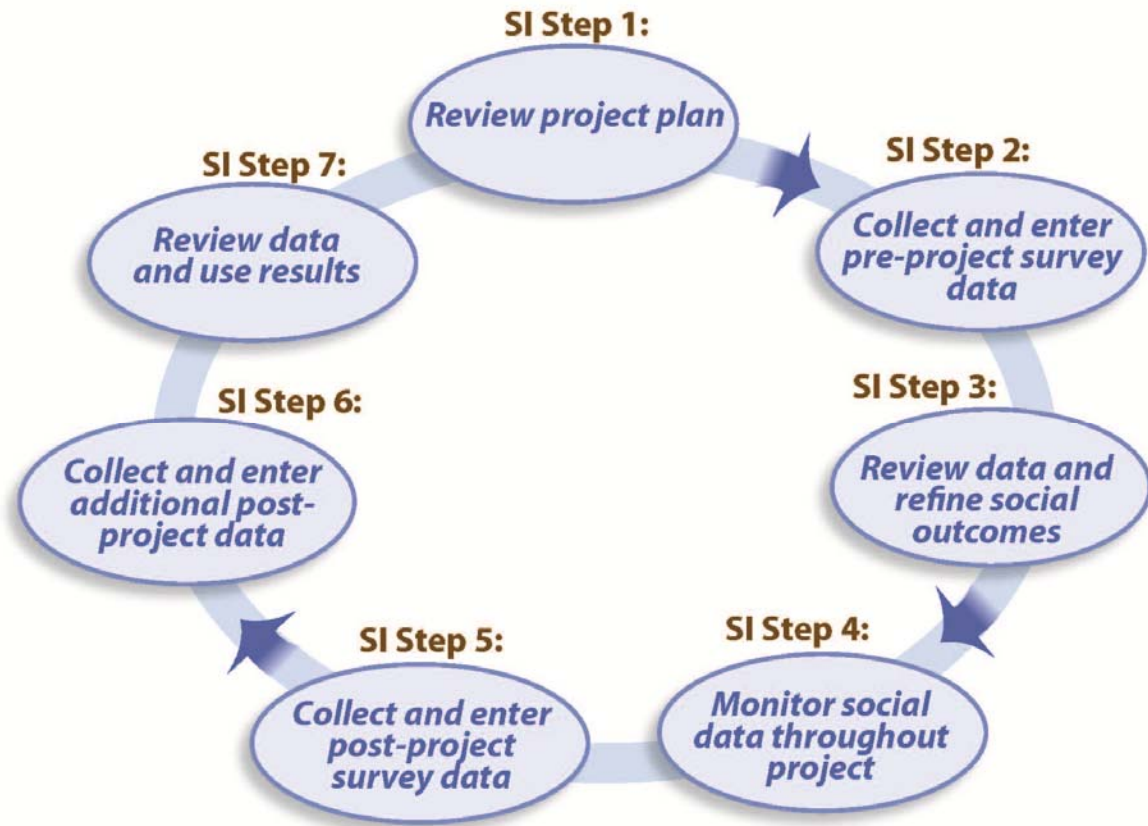 SI Step 1:
Review project plan
SI Step 2:
Collect and enter
pre-project survey
data
SI Step 3:
Review data and
refine social
outcomes
SI Step 4:
Monitor social
data throughout
project
SI Step 5:
Collect and enter
post-project
survey data
SI Step 6:
Collect and enter
additional post-
project data
SI Step 7:
Review data
and use results